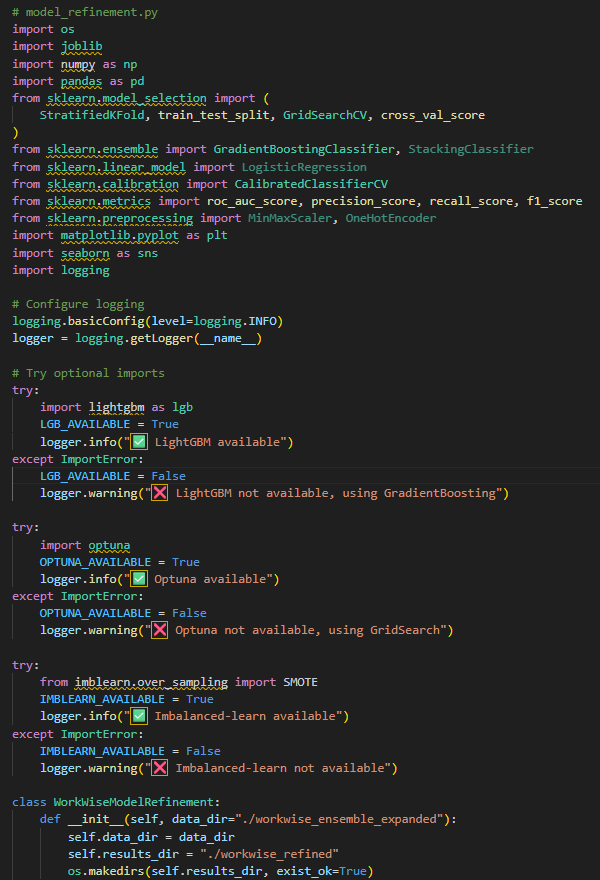 # model_refinement.py
import os
import joblib
import numpy as np
import pandas as pd
from sklearn.model_selection import (
    StratifiedKFold, train_test_split, GridSearchCV, cross_val_score
)
from sklearn.ensemble import GradientBoostingClassifier, StackingClassifier
from sklearn.linear_model import LogisticRegression
from sklearn.calibration import CalibratedClassifierCV
from sklearn.metrics import roc_auc_score, precision_score, recall_score, f1_score
from sklearn.preprocessing import MinMaxScaler, OneHotEncoder
import matplotlib.pyplot as plt
import seaborn as sns
import logging

# Configure logging
logging.basicConfig(level=logging.INFO)
logger = logging.getLogger(__name__)

# Try optional imports
try:
    import lightgbm as lgb
    LGB_AVAILABLE = True
    logger.info("✅ LightGBM available")
except ImportError:
    LGB_AVAILABLE = False
    logger.warning("❌ LightGBM not available, using GradientBoosting")

try:
    import optuna
    OPTUNA_AVAILABLE = True
    logger.info("✅ Optuna available")
except ImportError:
    OPTUNA_AVAILABLE = False
    logger.warning("❌ Optuna not available, using GridSearch")

try:
    from imblearn.over_sampling import SMOTE
    IMBLEARN_AVAILABLE = True
    logger.info("✅ Imbalanced-learn available")
except ImportError:
    IMBLEARN_AVAILABLE = False
    logger.warning("❌ Imbalanced-learn not available")

class WorkWiseModelRefinement:
    def __init__(self, data_dir="./workwise_ensemble_expanded"):
        self.data_dir = data_dir
        self.results_dir = "./workwise_refined"
        os.makedirs(self.results_dir, exist_ok=True)